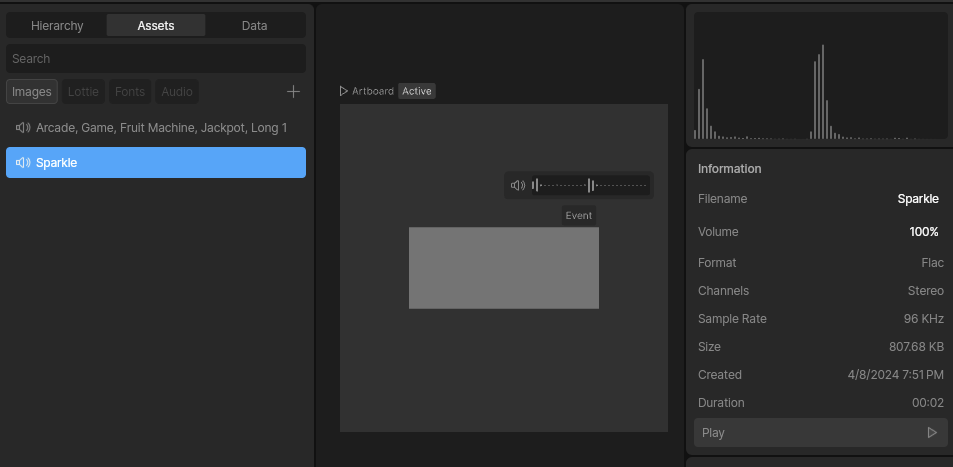 Hierarchy Assets Data
Search
Images Lottie Fonts Audio
Arcade, Game, Fruit Machine, Jackpot, Long 1
Sparkle
Artboard Active
Event
Information
Filename Sparkle
Volume 100%
Format Flac
Channels Stereo
Sample Rate 96 KHz
Size 807.68 KB
Created 4/8/2024 7:51 PM
Duration 00:02
Play